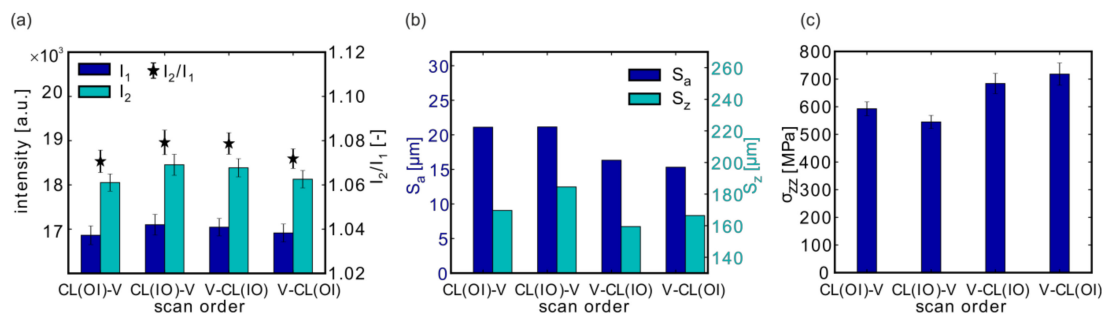 (a)
×10³
I₁
I₂
I₂/I₁
20
19
18
17
intensity [a.u.]
1.12
1.10
1.08
1.06
1.04
1.02
I₂/I₁ [-]
CL(OI)-V CL(IO)-V V-CL(IO) V-CL(OI)
scan order
(b)
30
25
20
15
10
5
0
Sₐ [µm]
Sₐ
S_z
260
240
220
200
180
160
140
S_z [µm]
CL(OI)-V CL(IO)-V V-CL(IO) V-CL(OI)
scan order
(c)
800
700
600
500
400
300
200
100
0
σ_zz [MPa]
CL(OI)-V CL(IO)-V V-CL(IO) V-CL(OI)
scan order